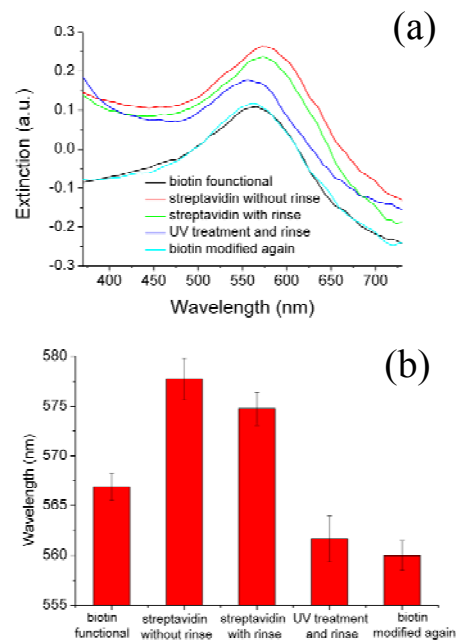 (a)
0.3
0.2
0.1
0.0
-0.1
-0.2
-0.3
Extinction (a.u.)
biotin founctional
streptavidin without rinse
streptavidin with rinse
UV treatment and rinse
biotin modified again
400 450 500 550 600 650 700
Wavelength (nm)
(b)
580
575
570
565
560
555
Wavelength (nm)
biotin functional
streptavidin without rinse
streptavidin with rinse
UV treatment and rinse
biotin modified again